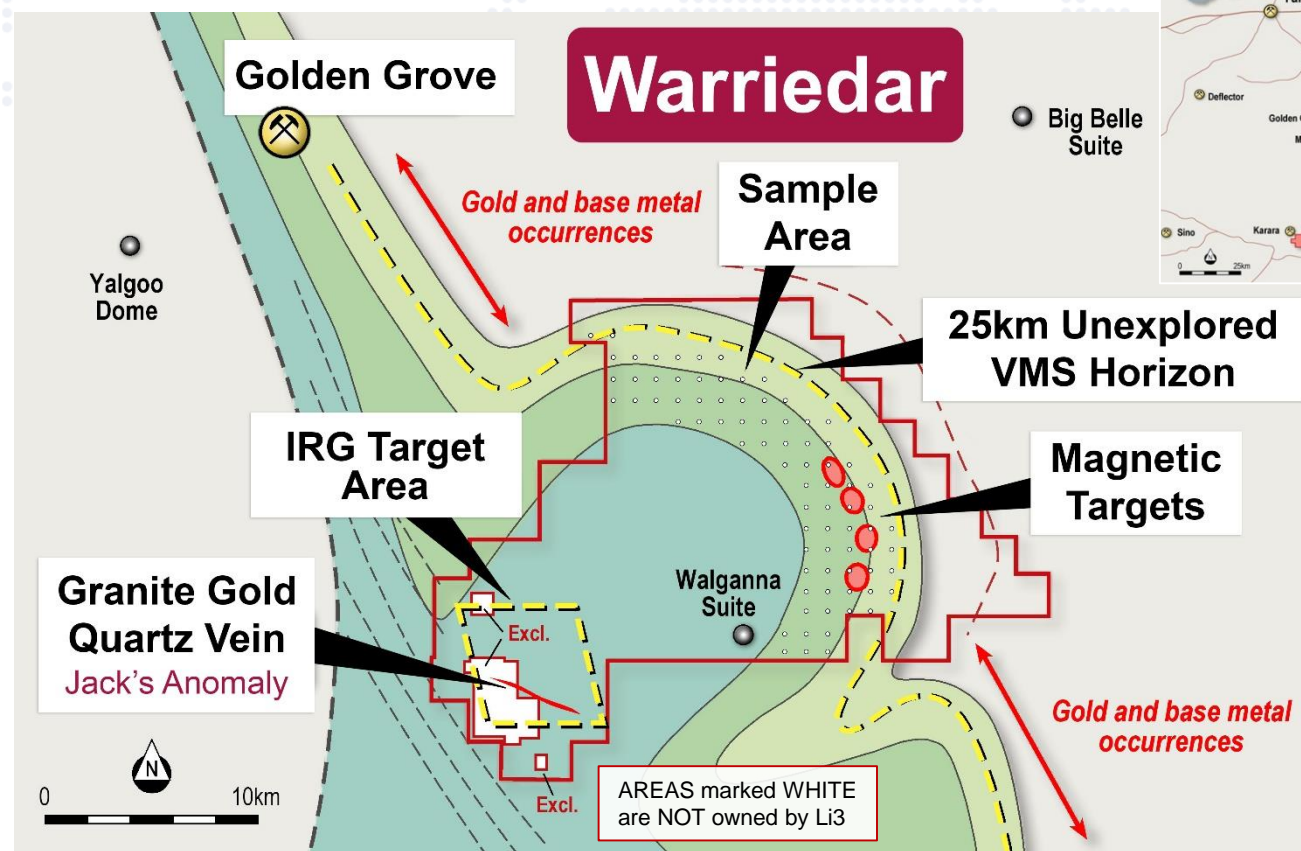 Golden Grove
Warriedar
Big Belle
Suite
Deflector
Golden
Sino
Karara
0 25km
Gold and base metal
occurrences
Sample
Area
Yalgoo
Dome
25km Unexplored
VMS Horizon
IRG Target
Area
Magnetic
Targets
Granite Gold
Quartz Vein
Jack's Anomaly
Walganna
Suite
Excl.
Gold and base metal
occurrences
N
0 10km
Excl.
AREAS marked WHITE
are NOT owned by Li3